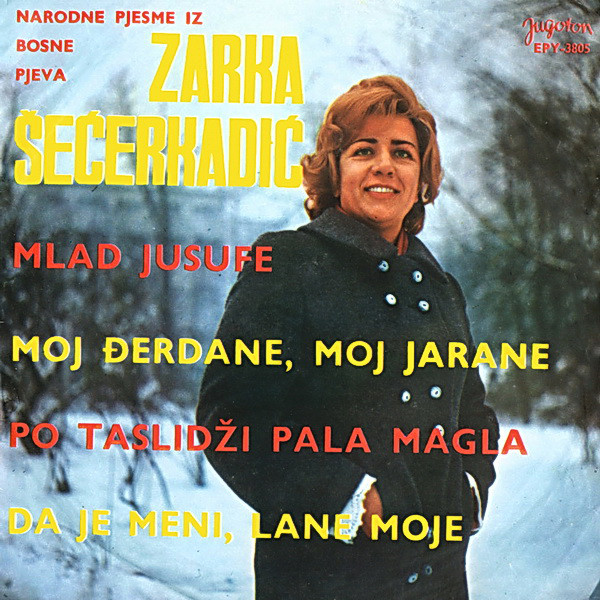 NARODNE PJESME IZ
BOSNE
PJEVA
ZARKA
ŠEĆERKADIĆ
Jugoton
EPY-3805
MLAD JUSUFE
MOJ ĐERDANE, MOJ JARANE
PO TASLIDŽI PALA MAGLA
DA JE MENI, LANE MOJE